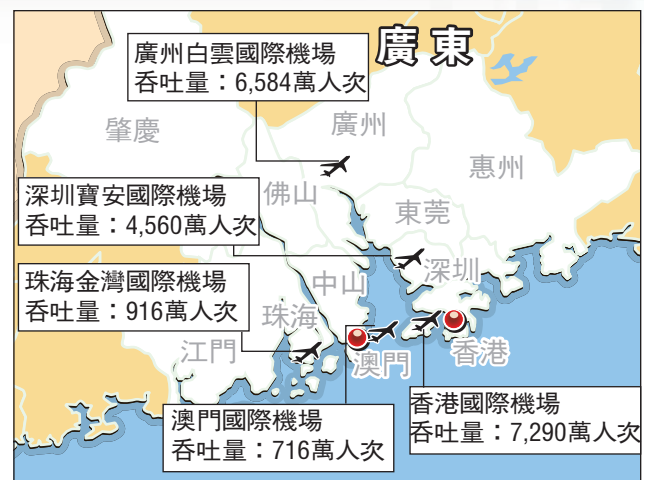 廣東
廣州白雲國際機場
吞吐量：6,584萬人次
肇慶
廣州
惠州
深圳寶安國際機場
吞吐量：4,560萬人次
佛山
東莞
深圳
珠海金灣國際機場
吞吐量：916萬人次
中山
珠海
江門
澳門
香港
澳門國際機場
吞吐量：716萬人次
香港國際機場
吞吐量：7,290萬人次